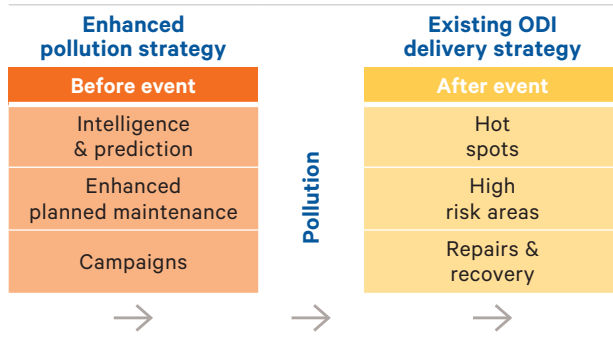 Enhanced
pollution strategy
Before event
Intelligence
& prediction
Enhanced
planned maintenance
Campaigns
Pollution
Existing ODI
delivery strategy
After event
Hot
spots
High
risk areas
Repairs &
recovery